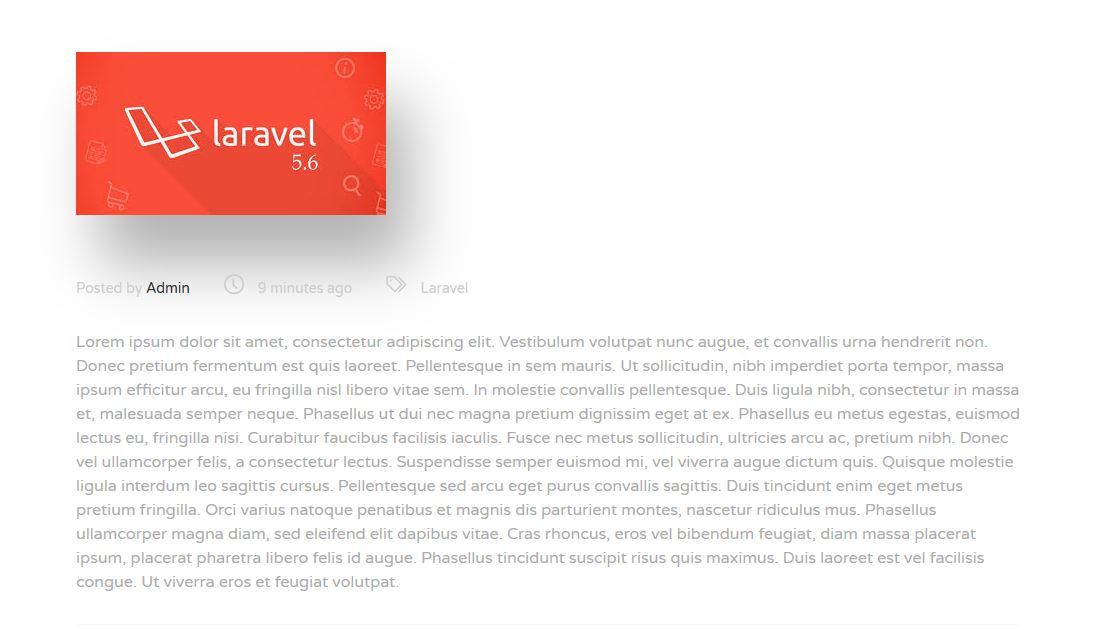 laravel
5.6
Posted by Admin 9 minutes ago Laravel
Lorem ipsum dolor sit amet, consectetur adipiscing elit. Vestibulum volutpat nunc augue, et convallis urna hendrerit non.
Donec pretium fermentum est quis laoreet. Pellentesque in sem mauris. Ut sollicitudin, nibh imperdiet porta tempor, massa
ipsum efficitur arcu, eu fringilla nisl libero vitae sem. In molestie convallis pellentesque. Duis ligula nibh, consectetur in massa
et, malesuada semper neque. Phasellus ut dui nec magna pretium dignissim eget at ex. Phasellus eu metus egestas, euismod
lectus eu, fringilla nisi. Curabitur faucibus facilisis iaculis. Fusce nec metus sollicitudin, ultricies arcu ac, pretium nibh. Donec
vel ullamcorper felis, a consectetur lectus. Suspendisse semper euismod mi, vel viverra augue dictum quis. Quisque molestie
ligula interdum leo sagittis cursus. Pellentesque sed arcu eget purus convallis sagittis. Duis tincidunt enim eget metus
pretium fringilla. Orci varius natoque penatibus et magnis dis parturient montes, nascetur ridiculus mus. Phasellus
ullamcorper magna diam, sed eleifend elit dapibus vitae. Cras rhoncus, eros vel bibendum feugiat, diam massa placerat
ipsum, placerat pharetra libero felis id augue. Phasellus tincidunt suscipit risus quis maximus. Duis laoreet est vel facilisis
congue. Ut viverra eros et feugiat volutpat.